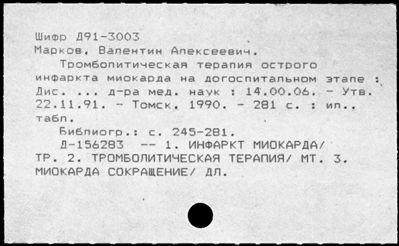 Шифр Д91-3003
Марков, Валентин Алексеевич.
Тромболитическая терапия острого
инфаркта миокарда на догоспитальном этапе :
Дис. ... д-ра мед. наук : 14.00.06. - Утв.
22.11.91. - Томск, 1990. - 281 с. : ил.,
табл.
Библиогр.: с. 245-281.
Д-156283 -- 1. ИНФАРКТ МИОКАРДА/
ТР. 2. ТРОМБОЛИТИЧЕСКАЯ ТЕРАПИЯ/ МТ. 3.
МИОКАРДА СОКРАЩЕНИЕ/ ДЛ.